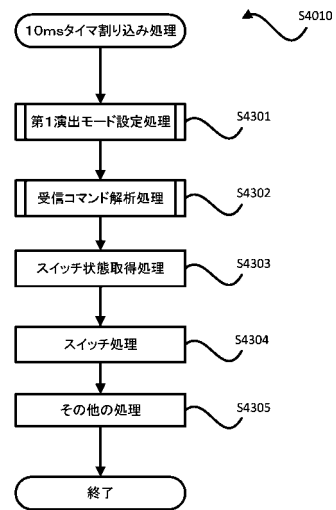 10msタイマ割り込み処理
S4010
第1演出モード設定処理
S4301
受信コマンド解析処理
S4302
スイッチ状態取得処理
S4303
スイッチ処理
S4304
その他の処理
S4305
終了